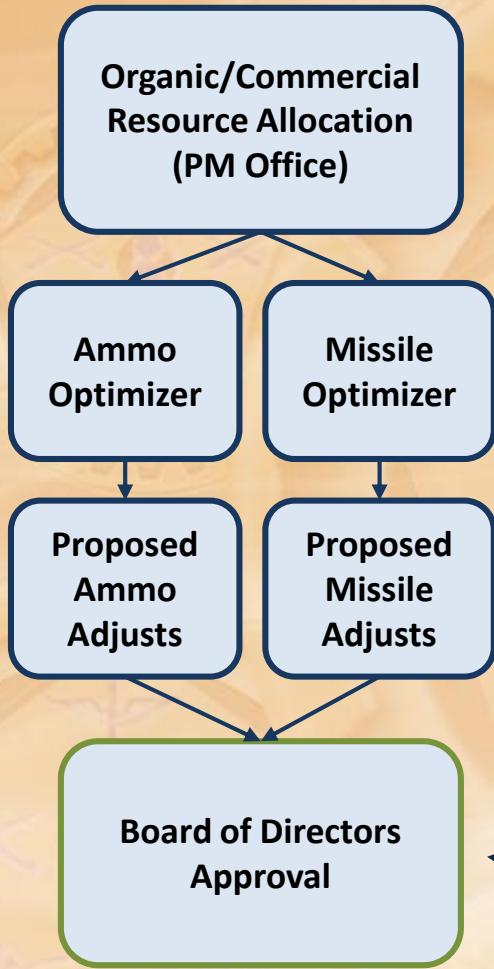 Organic/Commercial
Resource Allocation
(PM Office)
Ammo
Optimizer
Missile
Optimizer
Proposed
Ammo
Adjusts
Proposed
Missile
Adjusts
Board of Directors
Approval